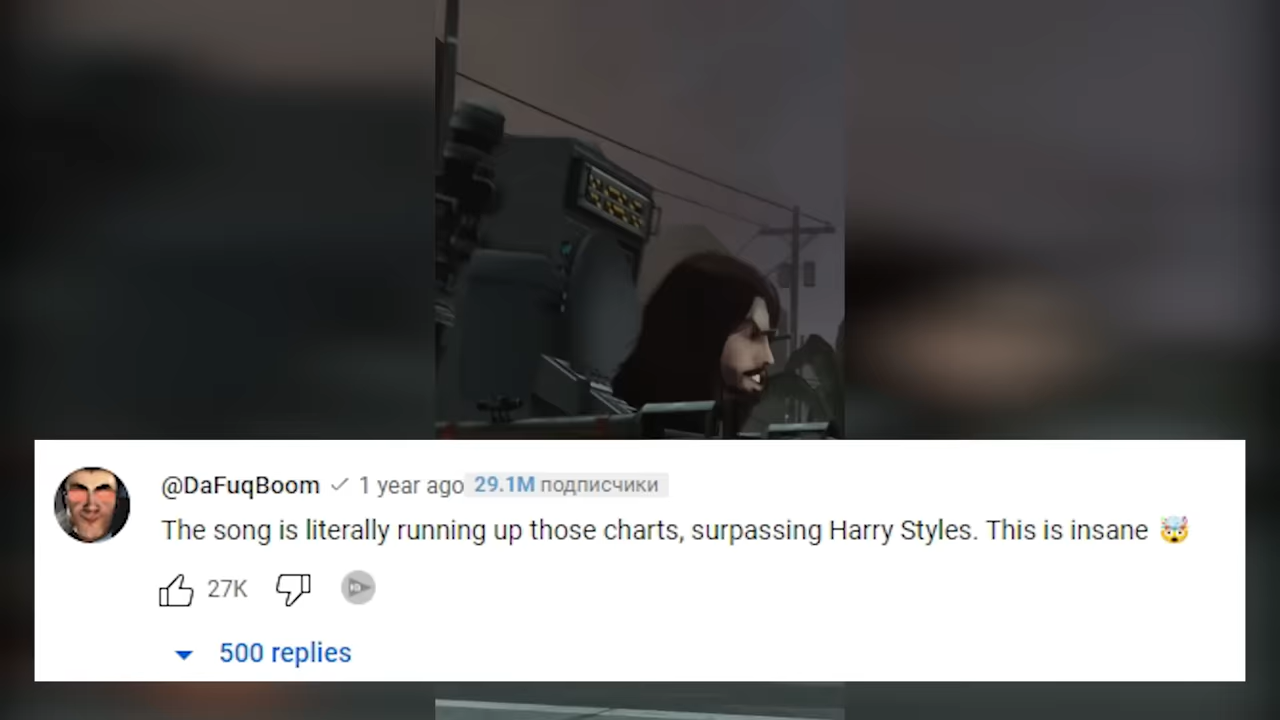 @DaFuqBoom 1 year ago 29.1M подписчики
The song is literally running up those charts, surpassing Harry Styles. This is insane 🤯
27K
500 replies